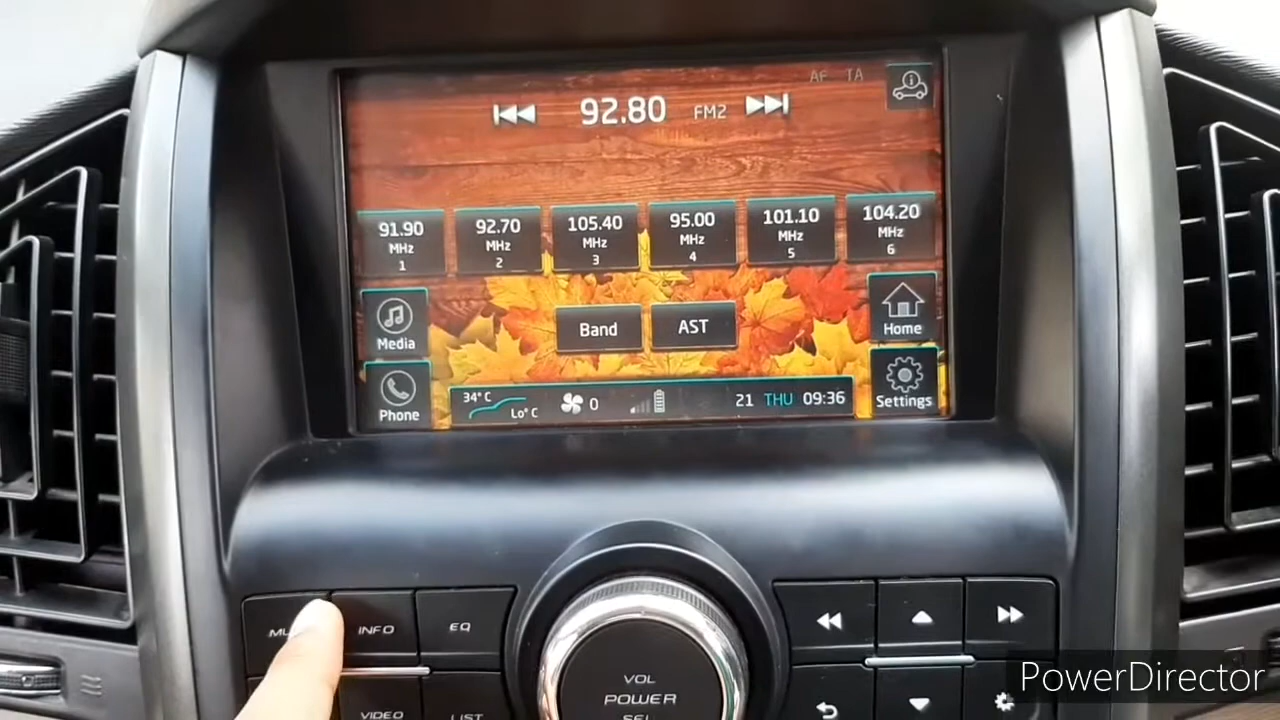 AF TA
92.80 FM2
91.90
MHz
1
92.70
MHz
2
105.40
MHz
3
95.00
MHz
4
101.10
MHz
5
104.20
MHz
6
Media
Band
AST
Home
Phone
34°C
Lo°C
0
21 THU 09:36
Settings
INFO
EQ
VIDEO
LIST
VOL
POWER
SEL
PowerDirector